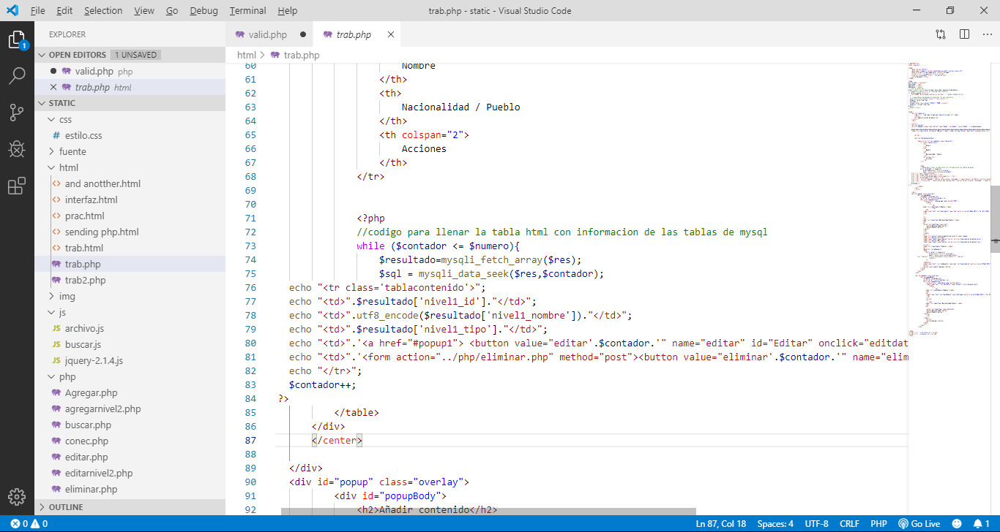 File Edit Selection View Go Debug Terminal Help trab.php - static - Visual Studio Code
EXPLORER
OPEN EDITORS 1 UNSAVED
valid.php php
trab.php html
STATIC
css
estilo.css
fuente
html
and anotther.html
interfaz.html
prac.html
sending php.html
trab.html
trab.php
trab2.php
img
js
archivo.js
buscar.js
jquery-2.1.4.js
php
Agregar.php
agregarnivel2.php
buscar.php
conec.php
editar.php
editarnivel2.php
eliminar.php
OUTLINE
1
valid.php trab.php
html > trab.php
60 Nombre
61 </th>
62 <th>
63 Nacionalidad / Pueblo
64 </th>
65 <th colspan="2">
66 Acciones
67 </th>
68 </tr>
69
70
71 <?php
72 //codigo para llenar la tabla html con informacion de las tablas de mysql
73 while ($contador <= $numero){
74 $resultado=mysqli_fetch_array($res);
75 $sql = mysqli_data_seek($res,$contador);
76 echo "<tr class='tablacontenido'>";
77 echo "<td>".$resultado['nivel1_id']."</td>";
78 echo "<td>".utf8_encode($resultado['nivel1_nombre'])."</td>";
79 echo "<td>".$resultado['nivel1_tipo']."</td>";
80 echo "<td>".'<a href="#popup1"> <button value="editar'.$contador.'" name="editar" id="Editar" onclick="editdat
81 echo "<td>".'<form action="../php/eliminar.php" method="post"><button value="eliminar'.$contador.'" name="elim
82 echo "</tr>";
83 $contador++;
84 ?>
85 </table>
86 </div>
87 </center>
88
89 </div>
90 <div id="popup" class="overlay">
91 <div id="popupBody">
92 <h2>Añadir contenido</h2>
0 0 Ln 87, Col 18 Spaces: 4 UTF-8 CRLF PHP Go Live 1